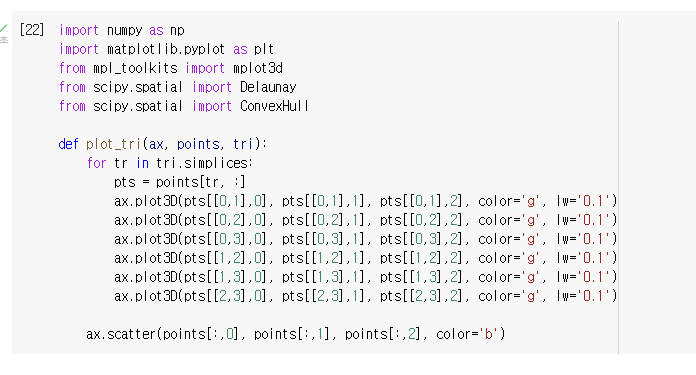 [22] import numpy as np
import matplotlib.pyplot as plt
from mpl_toolkits import mplot3d
from scipy.spatial import Delaunay
from scipy.spatial import ConvexHull
def plot_tri(ax, points, tri):
for tr in tri.simplices:
pts = points[tr, :]
ax.plot3D(pts[[0,1],0], pts[[0,1],1], pts[[0,1],2], color='g', lw='0.1')
ax.plot3D(pts[[0,2],0], pts[[0,2],1], pts[[0,2],2], color='g', lw='0.1')
ax.plot3D(pts[[0,3],0], pts[[0,3],1], pts[[0,3],2], color='g', lw='0.1')
ax.plot3D(pts[[1,2],0], pts[[1,2],1], pts[[1,2],2], color='g', lw='0.1')
ax.plot3D(pts[[1,3],0], pts[[1,3],1], pts[[1,3],2], color='g', lw='0.1')
ax.plot3D(pts[[2,3],0], pts[[2,3],1], pts[[2,3],2], color='g', lw='0.1')
ax.scatter(points[:,0], points[:,1], points[:,2], color='b')